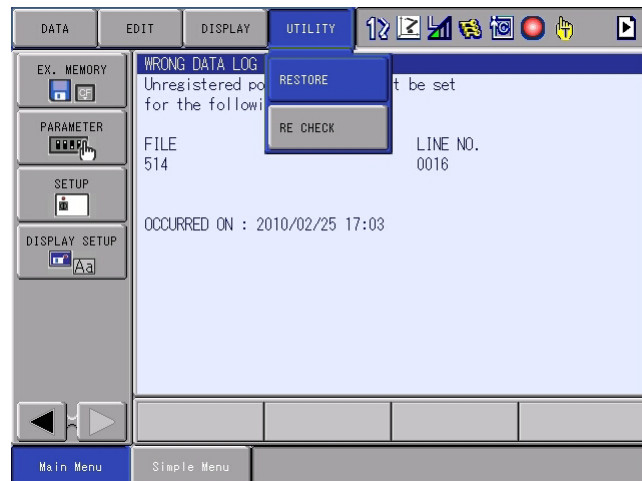 DATA
EDIT
DISPLAY
UTILITY
EX. MEMORY
CF
PARAMETER
SETUP
DISPLAY SETUP
Aa
WRONG DATA LOG
Unregistered po
t be set
for the followi
RESTORE
RE CHECK
FILE
LINE NO.
514
0016
OCCURRED ON : 2010/02/25 17:03
Main Menu
Simple Menu